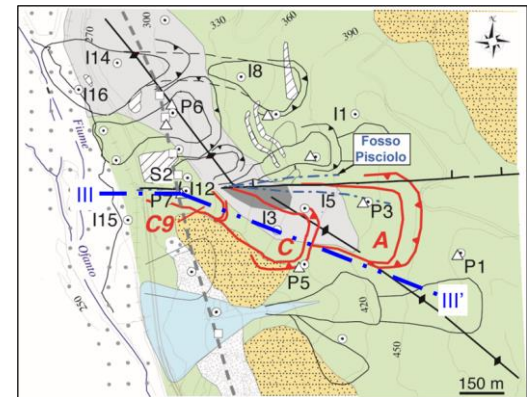 270
300
330
360
390
N
I14
I8
I16
P6
I1
Fiume
Fosso
Pisciolo
S2
III
I12
P7
I5
P3
I3
A
C9
I15
C
Ofanto
P5
P1
III'
250
420
450
150 m